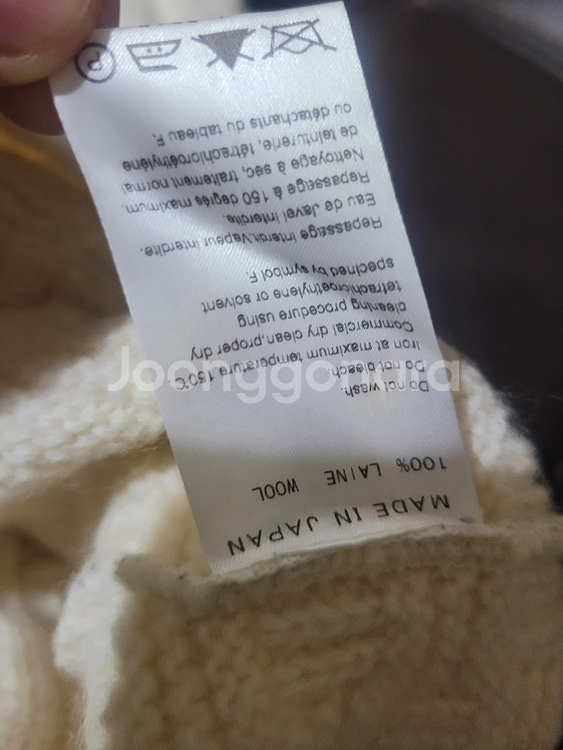 MADE IN JAPAN
100% LAINE WOOL
Do not wash.
Do not bleach.
Iron at maximum temperature 150°C.
Commercial dry clean,proper dry
cleaning procedure using
tetrachloroethylene or solvent
specined by symbol F.
Repassage interdit.Vapeur interdite.
Eau de Javel interdite.
Repassage à 150 degrés maximum.
Nettoyage à sec, traitement normal
de teinturerie, tétrachloroéthyléne
ou détachants du tableau F.
P
Joonggonara